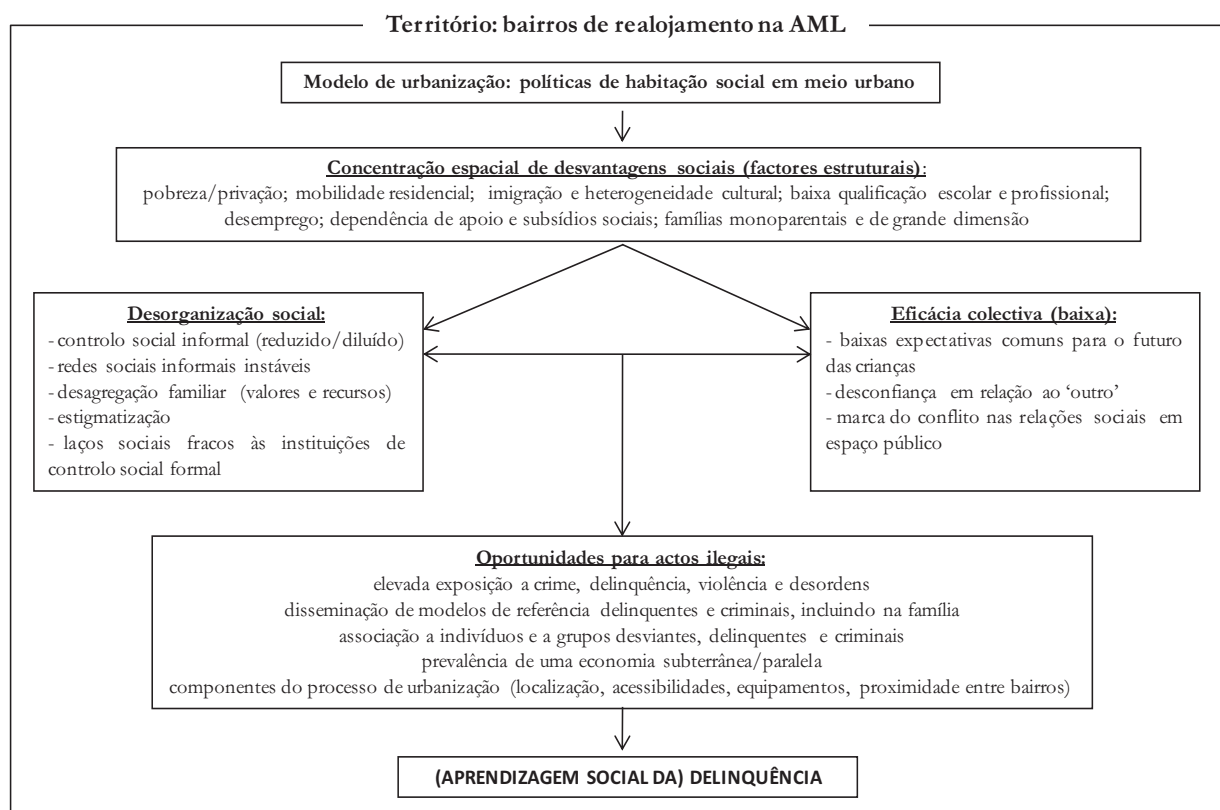 Território: bairros de realojamento na AML
Modelo de urbanização: políticas de habitação social em meio urbano
Concentração espacial de desvantagens sociais (factores estruturais):
pobreza/privação; mobilidade residencial; imigração e heterogeneidade cultural; baixa qualificação escolar e profissional;
desemprego; dependência de apoio e subsídios sociais; famílias monoparentais e de grande dimensão
Desorganização social:
- controlo social informal (reduzido/diluído)
- redes sociais informais instáveis
- desagregação familiar (valores e recursos)
- estigmatização
- laços sociais fracos às instituições de
controlo social formal
Eficácia colectiva (baixa):
- baixas expectativas comuns para o futuro
das crianças
- desconfiança em relação ao ‘outro’
- marca do conflito nas relações sociais em
espaço público
Oportunidades para actos ilegais:
elevada exposição a crime, delinquência, violência e desordens
disseminação de modelos de referência delinquentes e criminais, incluindo na família
associação a indivíduos e a grupos desviantes, delinquentes e criminais
prevalência de uma economia subterrânea/paralela
componentes do processo de urbanização (localização, acessibilidades, equipamentos, proximidade entre bairros)
(APRENDIZAGEM SOCIAL DA) DELINQUÊNCIA